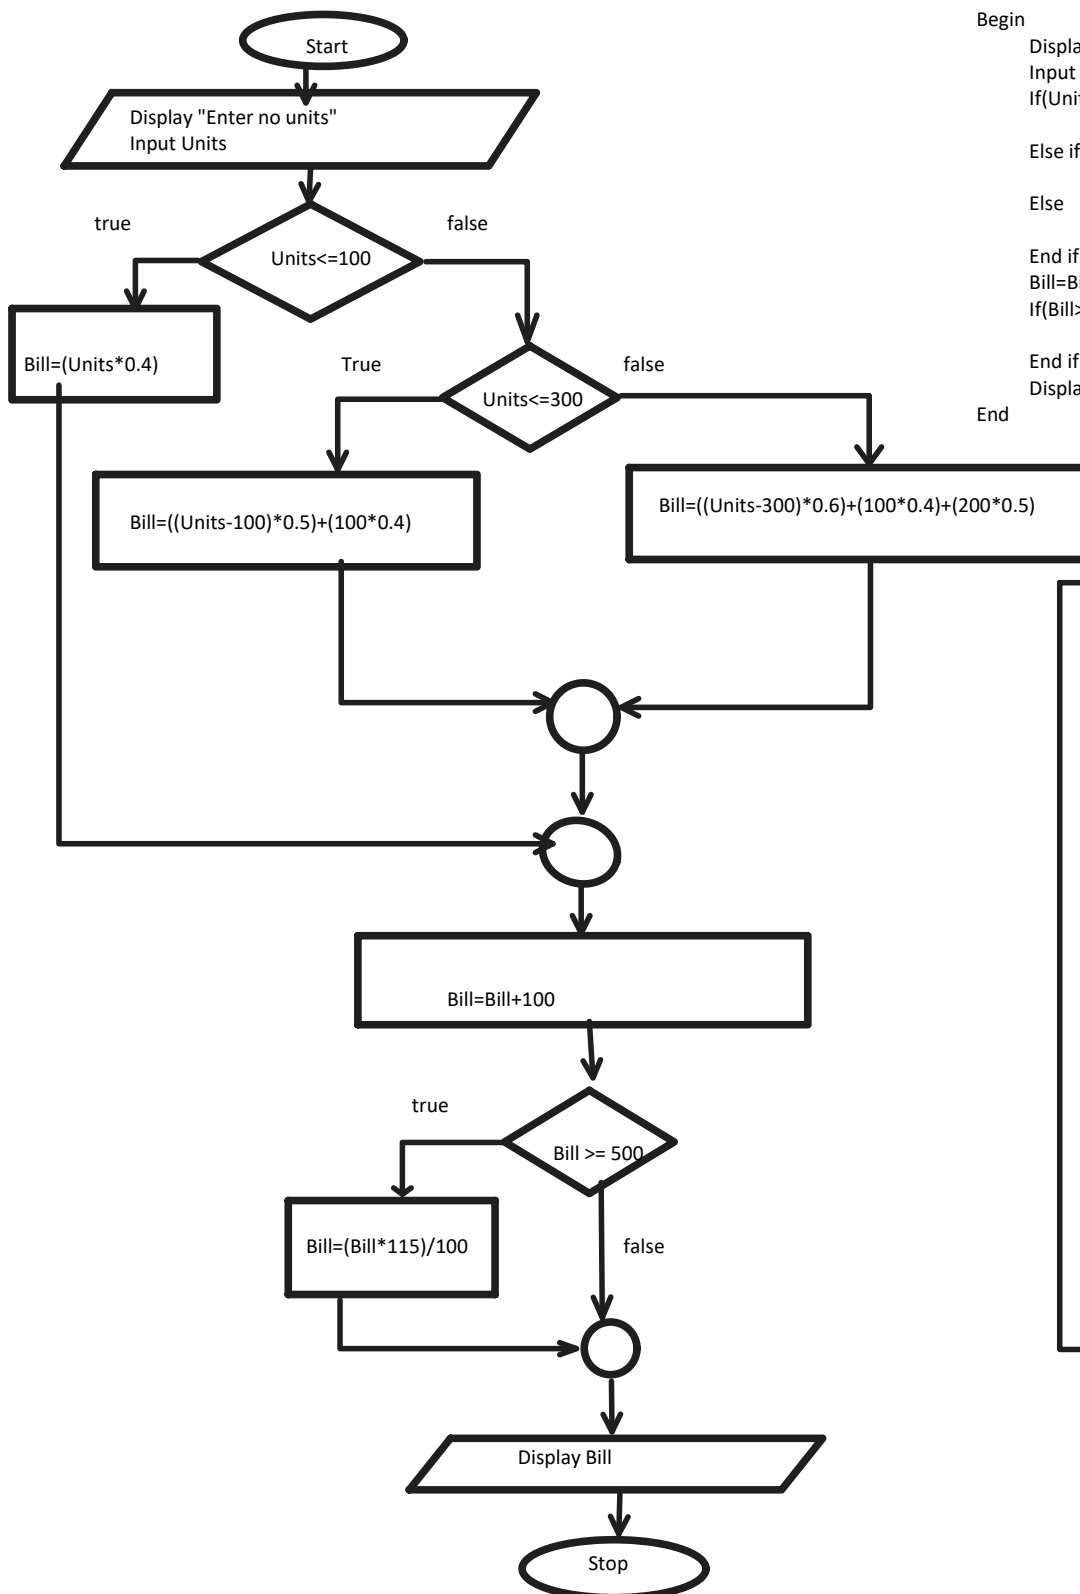 Start
Display "Enter no units"
Input Units
true
false
Units<=100
Bill=(Units*0.4)
True
false
Units<=300
Bill=((Units-100)*0.5)+(100*0.4)
Bill=((Units-300)*0.6)+(100*0.4)+(200*0.5)
Bill=Bill+100
true
Bill >= 500
Bill=(Bill*115)/100
false
Display Bill
Stop
Begin
Input
Else if
Else
End if
End if
End